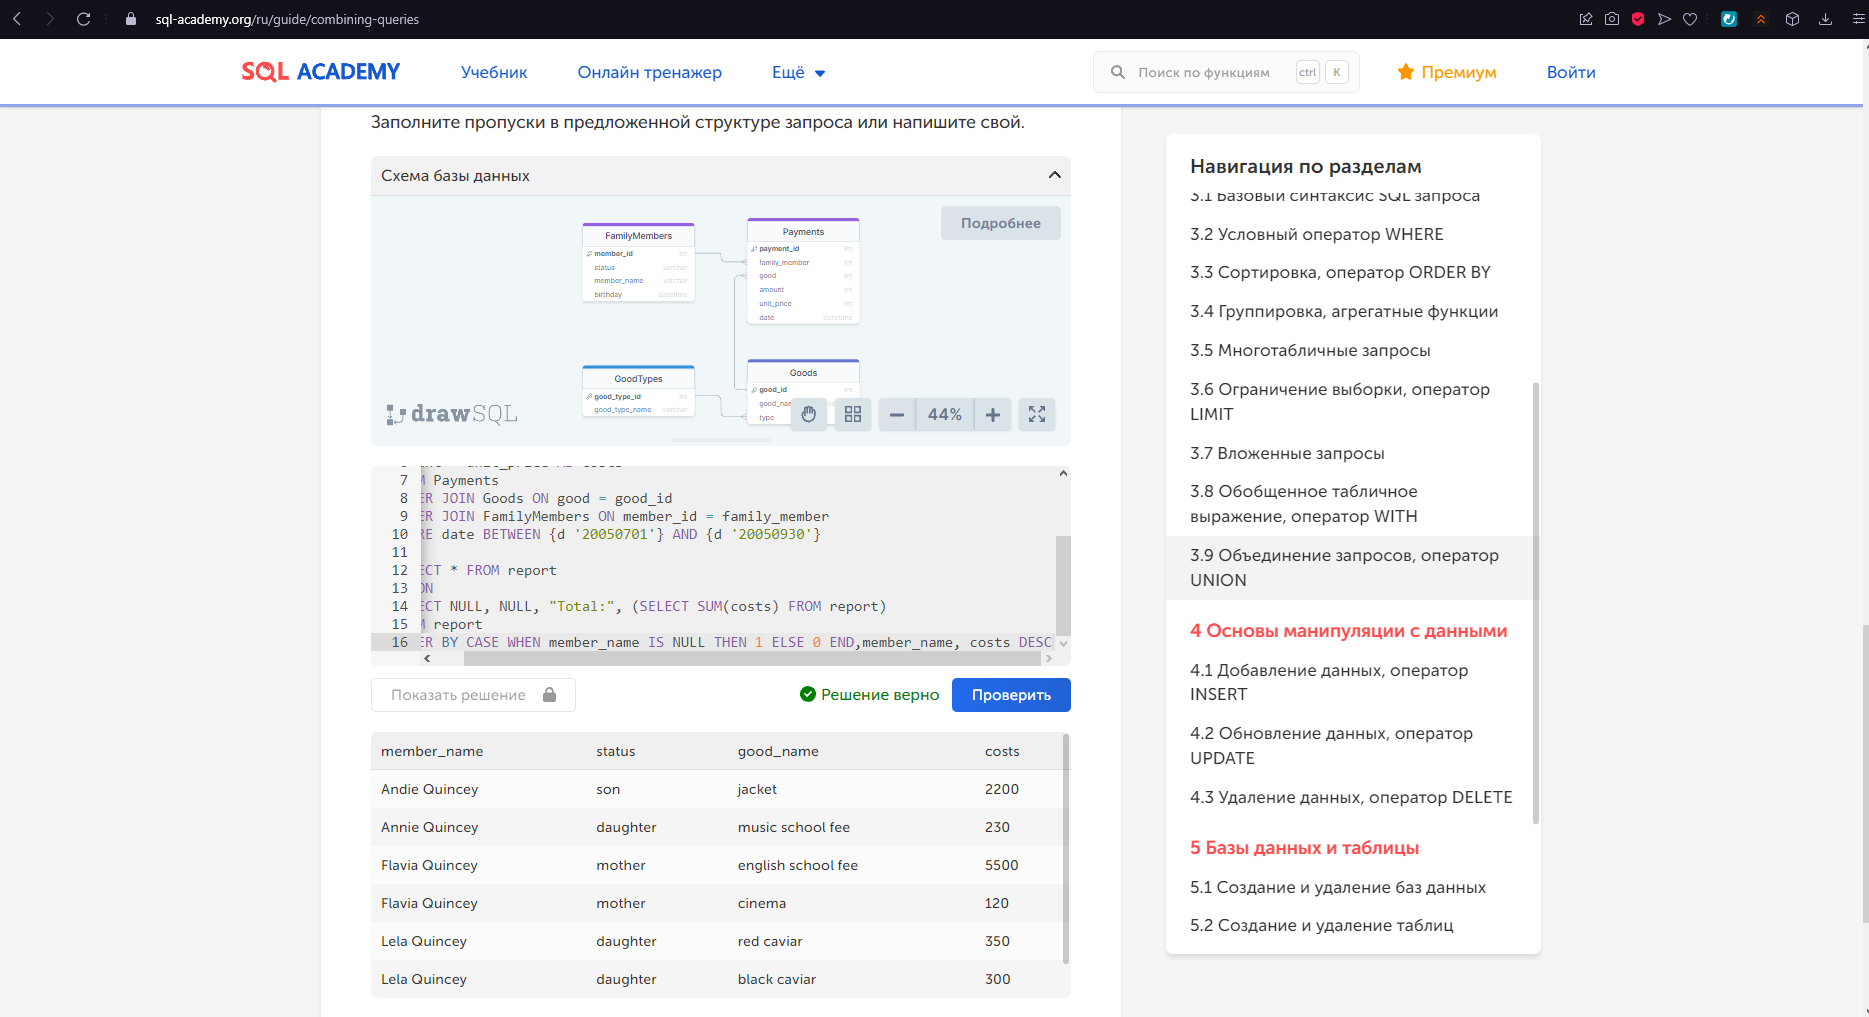 sql-academy.org/ru/guide/combining-queries
SQL ACADEMY
Учебник
Онлайн тренажер
Ещё
Поиск по функциям
ctrl
K
Премиум
Войти
Заполните пропуски в предложенной структуре запроса или напишите свой.
Схема базы данных
Подробнее
FamilyMembers
member_id int
status varchar
member_name varchar
birthday datetime
Payments
payment_id int
family_member int
good int
amount int
unit_price int
date datetime
GoodTypes
good_type_id int
good_type_name varchar
Goods
good_id int
good_nam
type
drawSQL
44%
7 M Payments
8 ER JOIN Goods ON good = good_id
9 ER JOIN FamilyMembers ON member_id = family_member
10 RE date BETWEEN {d '20050701'} AND {d '20050930'}
11
12 ECT * FROM report
13 ON
14 ECT NULL, NULL, "Total:", (SELECT SUM(costs) FROM report)
15 M report
16 ER BY CASE WHEN member_name IS NULL THEN 1 ELSE 0 END,member_name, costs DESC
Показать решение
Решение верно
Проверить
member_name status good_name costs
Andie Quincey son jacket 2200
Annie Quincey daughter music school fee 230
Flavia Quincey mother english school fee 5500
Flavia Quincey mother cinema 120
Lela Quincey daughter red caviar 350
Lela Quincey daughter black caviar 300
Навигация по разделам
3.1 Базовый синтаксис SQL запроса
3.2 Условный оператор WHERE
3.3 Сортировка, оператор ORDER BY
3.4 Группировка, агрегатные функции
3.5 Многотабличные запросы
3.6 Ограничение выборки, оператор
LIMIT
3.7 Вложенные запросы
3.8 Обобщенное табличное
выражение, оператор WITH
3.9 Объединение запросов, оператор
UNION
4 Основы манипуляции с данными
4.1 Добавление данных, оператор
INSERT
4.2 Обновление данных, оператор
UPDATE
4.3 Удаление данных, оператор DELETE
5 Базы данных и таблицы
5.1 Создание и удаление баз данных
5.2 Создание и удаление таблиц